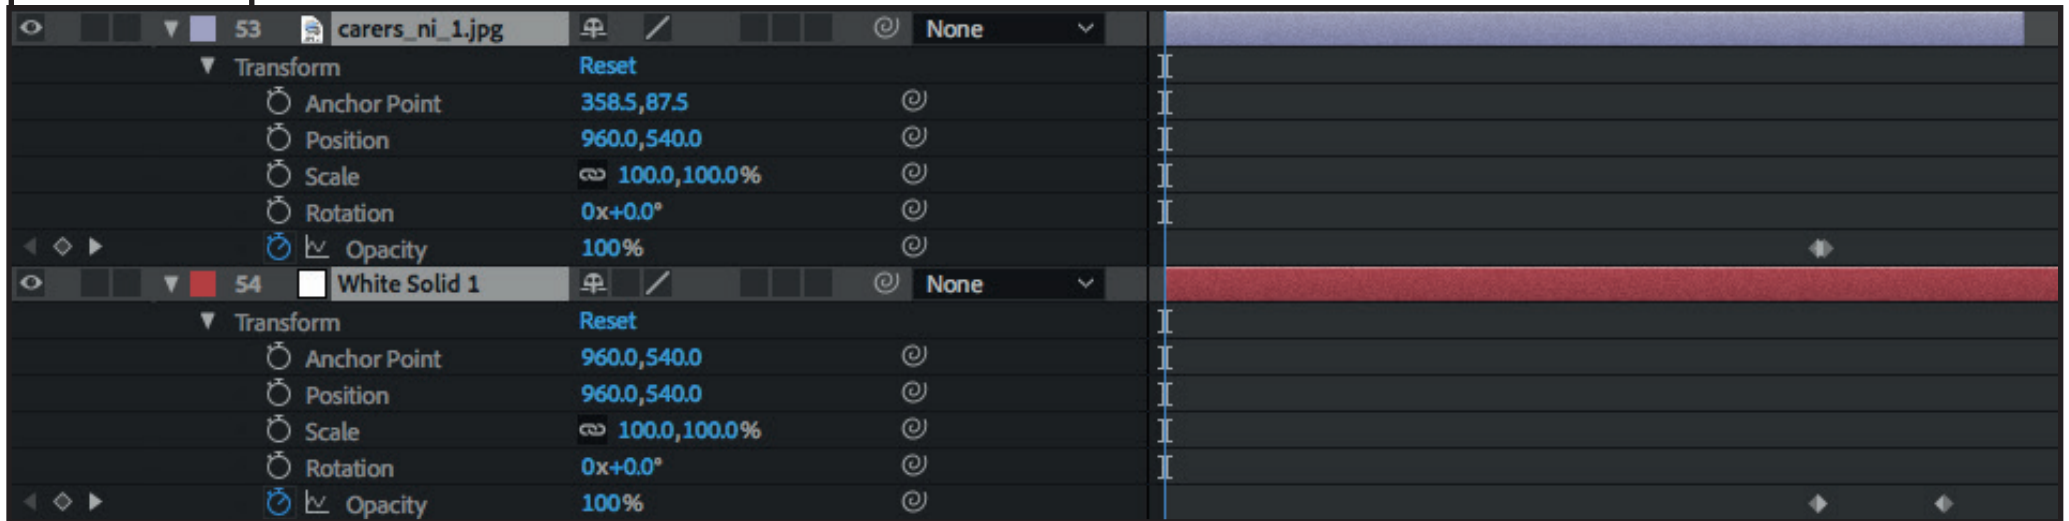 53 carers_ni_1.jpg None
Transform Reset
Anchor Point 358.5,87.5
Position 960.0,540.0
Scale 100.0,100.0%
Rotation 0x+0.0°
Opacity 100%
54 White Solid 1 None
Transform Reset
Anchor Point 960.0,540.0
Position 960.0,540.0
Scale 100.0,100.0%
Rotation 0x+0.0°
Opacity 100%